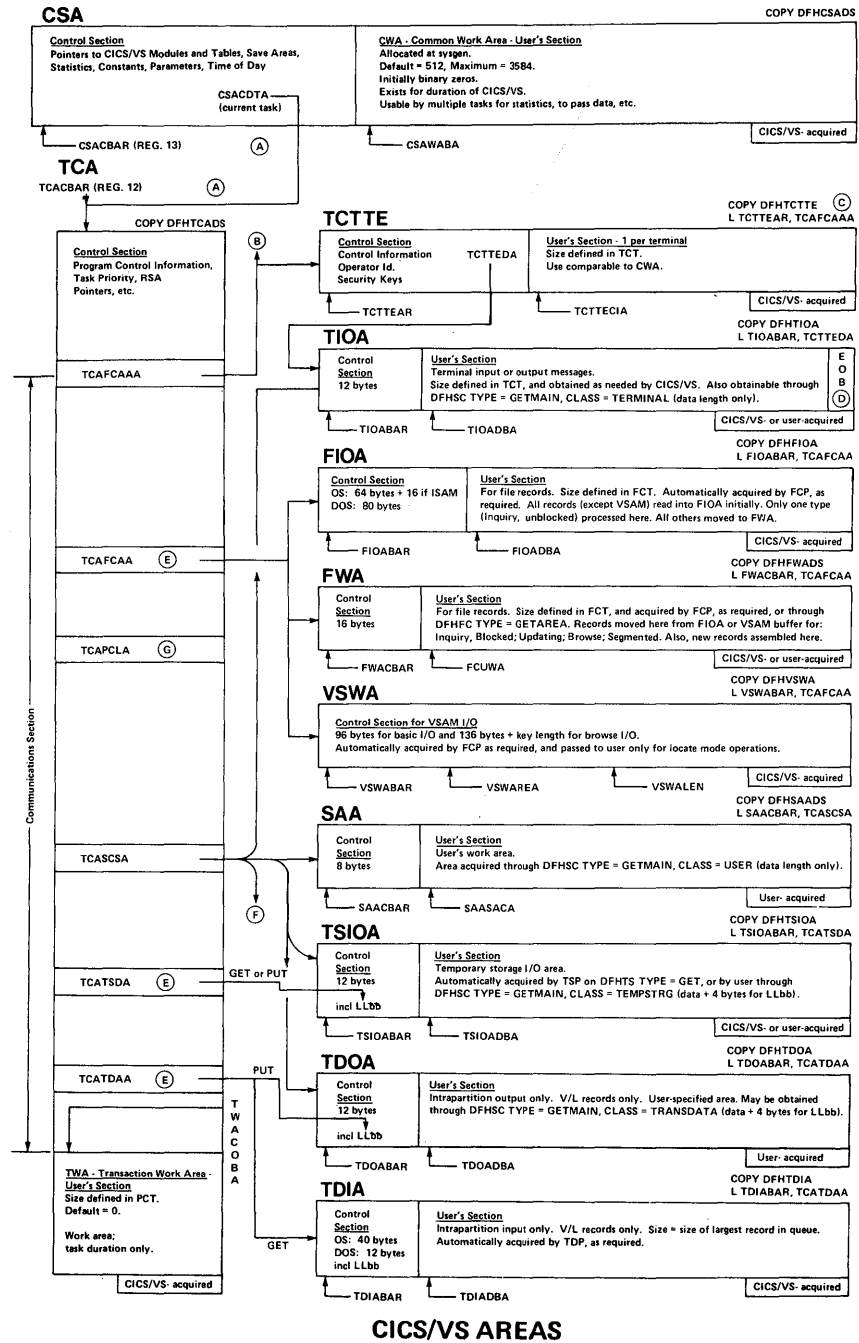 CSA
COPY DFHCSADS
Control Section
Pointers to CICS/VS Modules and Tables, Save Areas,
Statistics, Constants, Parameters, Time of Day
CSACDTA
(current task)
CWA - Common Work Area - User's Section
Allocated at sysgen.
Default = 512, Maximum = 3584.
Initially binary zeros.
Exists for duration of CICS/VS.
Usable by multiple tasks for statistics, to pass data, etc.
CICS/VS- acquired
CSACBAR (REG. 13)
A
CSAWABA
TCA
TCACBAR (REG. 12)
A
COPY DFHTCADS
Control Section
Program Control Information,
Task Priority, RSA
Pointers, etc.
TCAFCAAA
TCAFCAA
E
TCAPCLA
G
Communications Section
TCASCSA
TCATSDA
E
TCATDAA
E
TWACOBA
TWA - Transaction Work Area -
User's Section
Size defined in PCT.
Default = 0.
Work area;
task duration only.
CICS/VS- acquired
B
F
GET or PUT
PUT
GET
TCTTE
COPY DFHTCTTE
C
L TCTTEAR, TCAFCAAA
Control Section
Control Information
Operator Id.
Security Keys
TCTTEDA
User's Section - 1 per terminal
Size defined in TCT.
Use comparable to CWA.
CICS/VS- acquired
TCTTEAR
TCTTECIA
TIOA
COPY DFHTIOA
L TIOABAR, TCTTEDA
Control
Section
12 bytes
User's Section
Terminal input or output messages.
Size defined in TCT, and obtained as needed by CICS/VS. Also obtainable through
DFHSC TYPE = GETMAIN, CLASS = TERMINAL (data length only).
EOB
D
CICS/VS- or user-acquired
TIOABAR
TIOADBA
FIOA
COPY DFHFIOA
L FIOABAR, TCAFCAA
Control Section
OS: 64 bytes + 16 if ISAM
DOS: 80 bytes
User's Section
For file records. Size defined in FCT. Automatically acquired by FCP, as
required. All records (except VSAM) read into FIOA initially. Only one type
(Inquiry, unblocked) processed here. All others moved to FWA.
CICS/VS- acquired
FIOABAR
FIOADBA
FWA
COPY DFHFWADS
L FWACBAR, TCAFCAA
Control
Section
16 bytes
User's Section
For file records. Size defined in FCT, and acquired by FCP, as required, or through
DFHFC TYPE = GETAREA. Records moved here from FIOA or VSAM buffer for:
Inquiry, Blocked; Updating; Browse; Segmented. Also, new records assembled here.
CICS/VS- or user-acquired
FWACBAR
FCUWA
VSWA
COPY DFHVSWA
L VSWABAR, TCAFCAA
Control Section for VSAM I/O
96 bytes for basic I/O and 136 bytes + key length for browse I/O.
Automatically acquired by FCP as required, and passed to user only for locate mode operations.
CICS/VS- acquired
VSWABAR
VSWAREA
VSWALEN
SAA
COPY DFHSAADS
L SAACBAR, TCASCSA
Control
Section
8 bytes
User's Section
User's work area.
Area acquired through DFHSC TYPE = GETMAIN, CLASS = USER (data length only).
User- acquired
SAACBAR
SAASACA
TSIOA
COPY DFHTSIOA
L TSIOABAR, TCATSDA
Control
Section
12 bytes
incl LLbb
User's Section
Temporary storage I/O area.
Automatically acquired by TSP on DFHTS TYPE = GET, or by user through
DFHSC TYPE = GETMAIN, CLASS = TEMPSTRG (data + 4 bytes for LLbb).
CICS/VS- or user-acquired
TSIOABAR
TSIOADBA
TDOA
COPY DFHTDOA
L TDOABAR, TCATDAA
Control
Section
12 bytes
incl LLbb
User's Section
Intrapartition output only. V/L records only. User-specified area. May be obtained
through DFHSC TYPE = GETMAIN, CLASS = TRANSDATA (data + 4 bytes for LLbb).
User- acquired
TDOABAR
TDOADBA
TDIA
COPY DFHTDIA
L TDIABAR, TCATDAA
Control
Section
OS: 40 bytes
DOS: 12 bytes
incl LLbb
User's Section
Intrapartition input only. V/L records only. Size = size of largest record in queue.
Automatically acquired by TDP, as required.
CICS/VS- acquired
TDIABAR
TDIADBA
CICS/VS AREAS